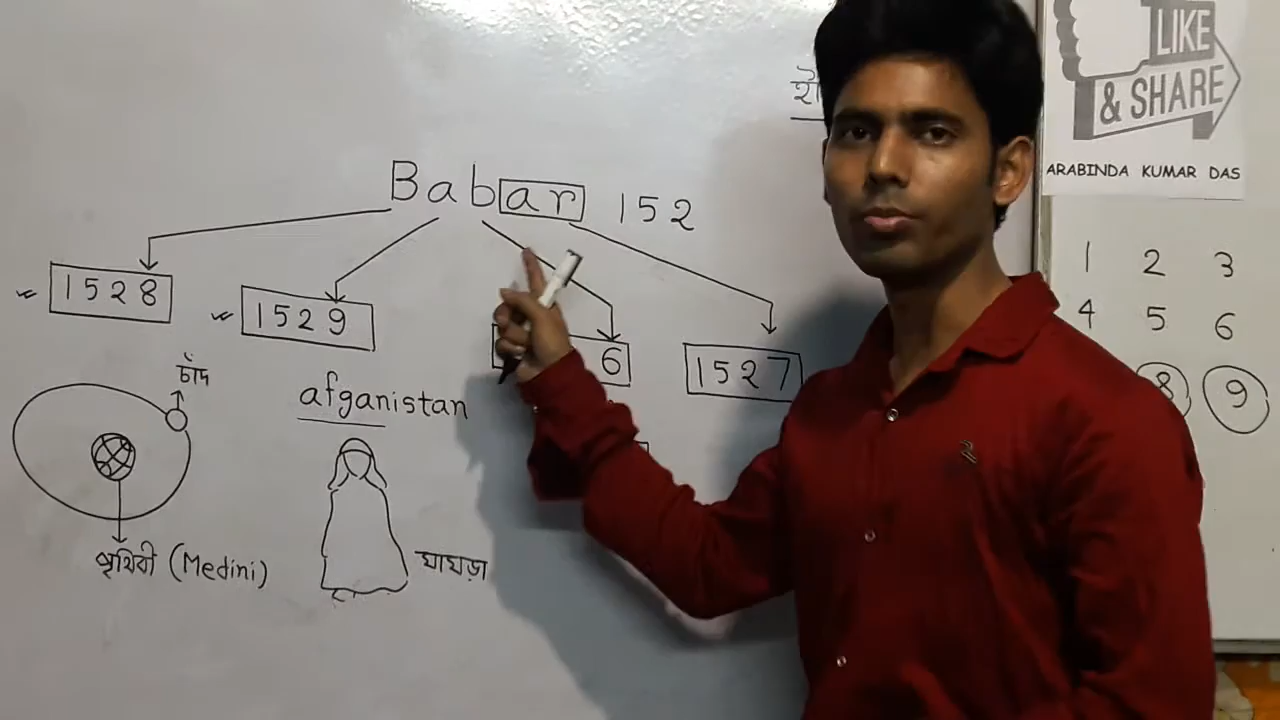 LIKE
& SHARE
ARABINDA KUMAR DAS
Babar 152
1528
1529
6
1527
1 2 3
4 5 6
8 9
চাঁদ
afganistan
পৃথিবী (Medini)
ঘাঘড়া